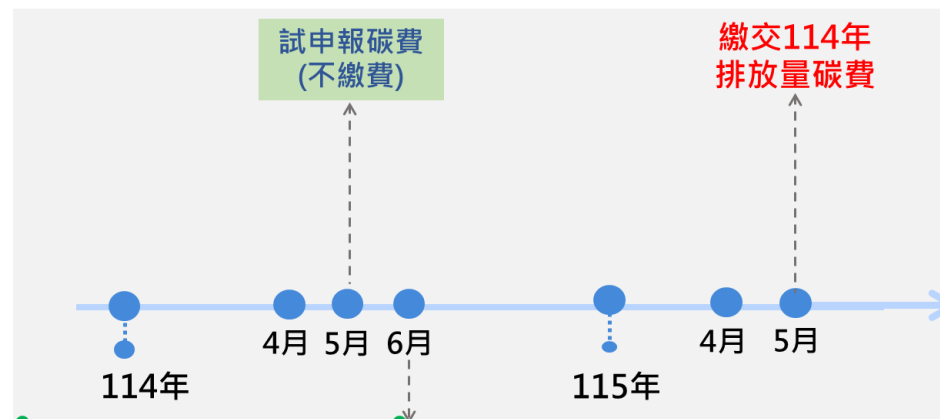 試申報碳費
(不繳費)
繳交114年
排放量碳費
4月 5月 6月 4月 5月
114年 115年